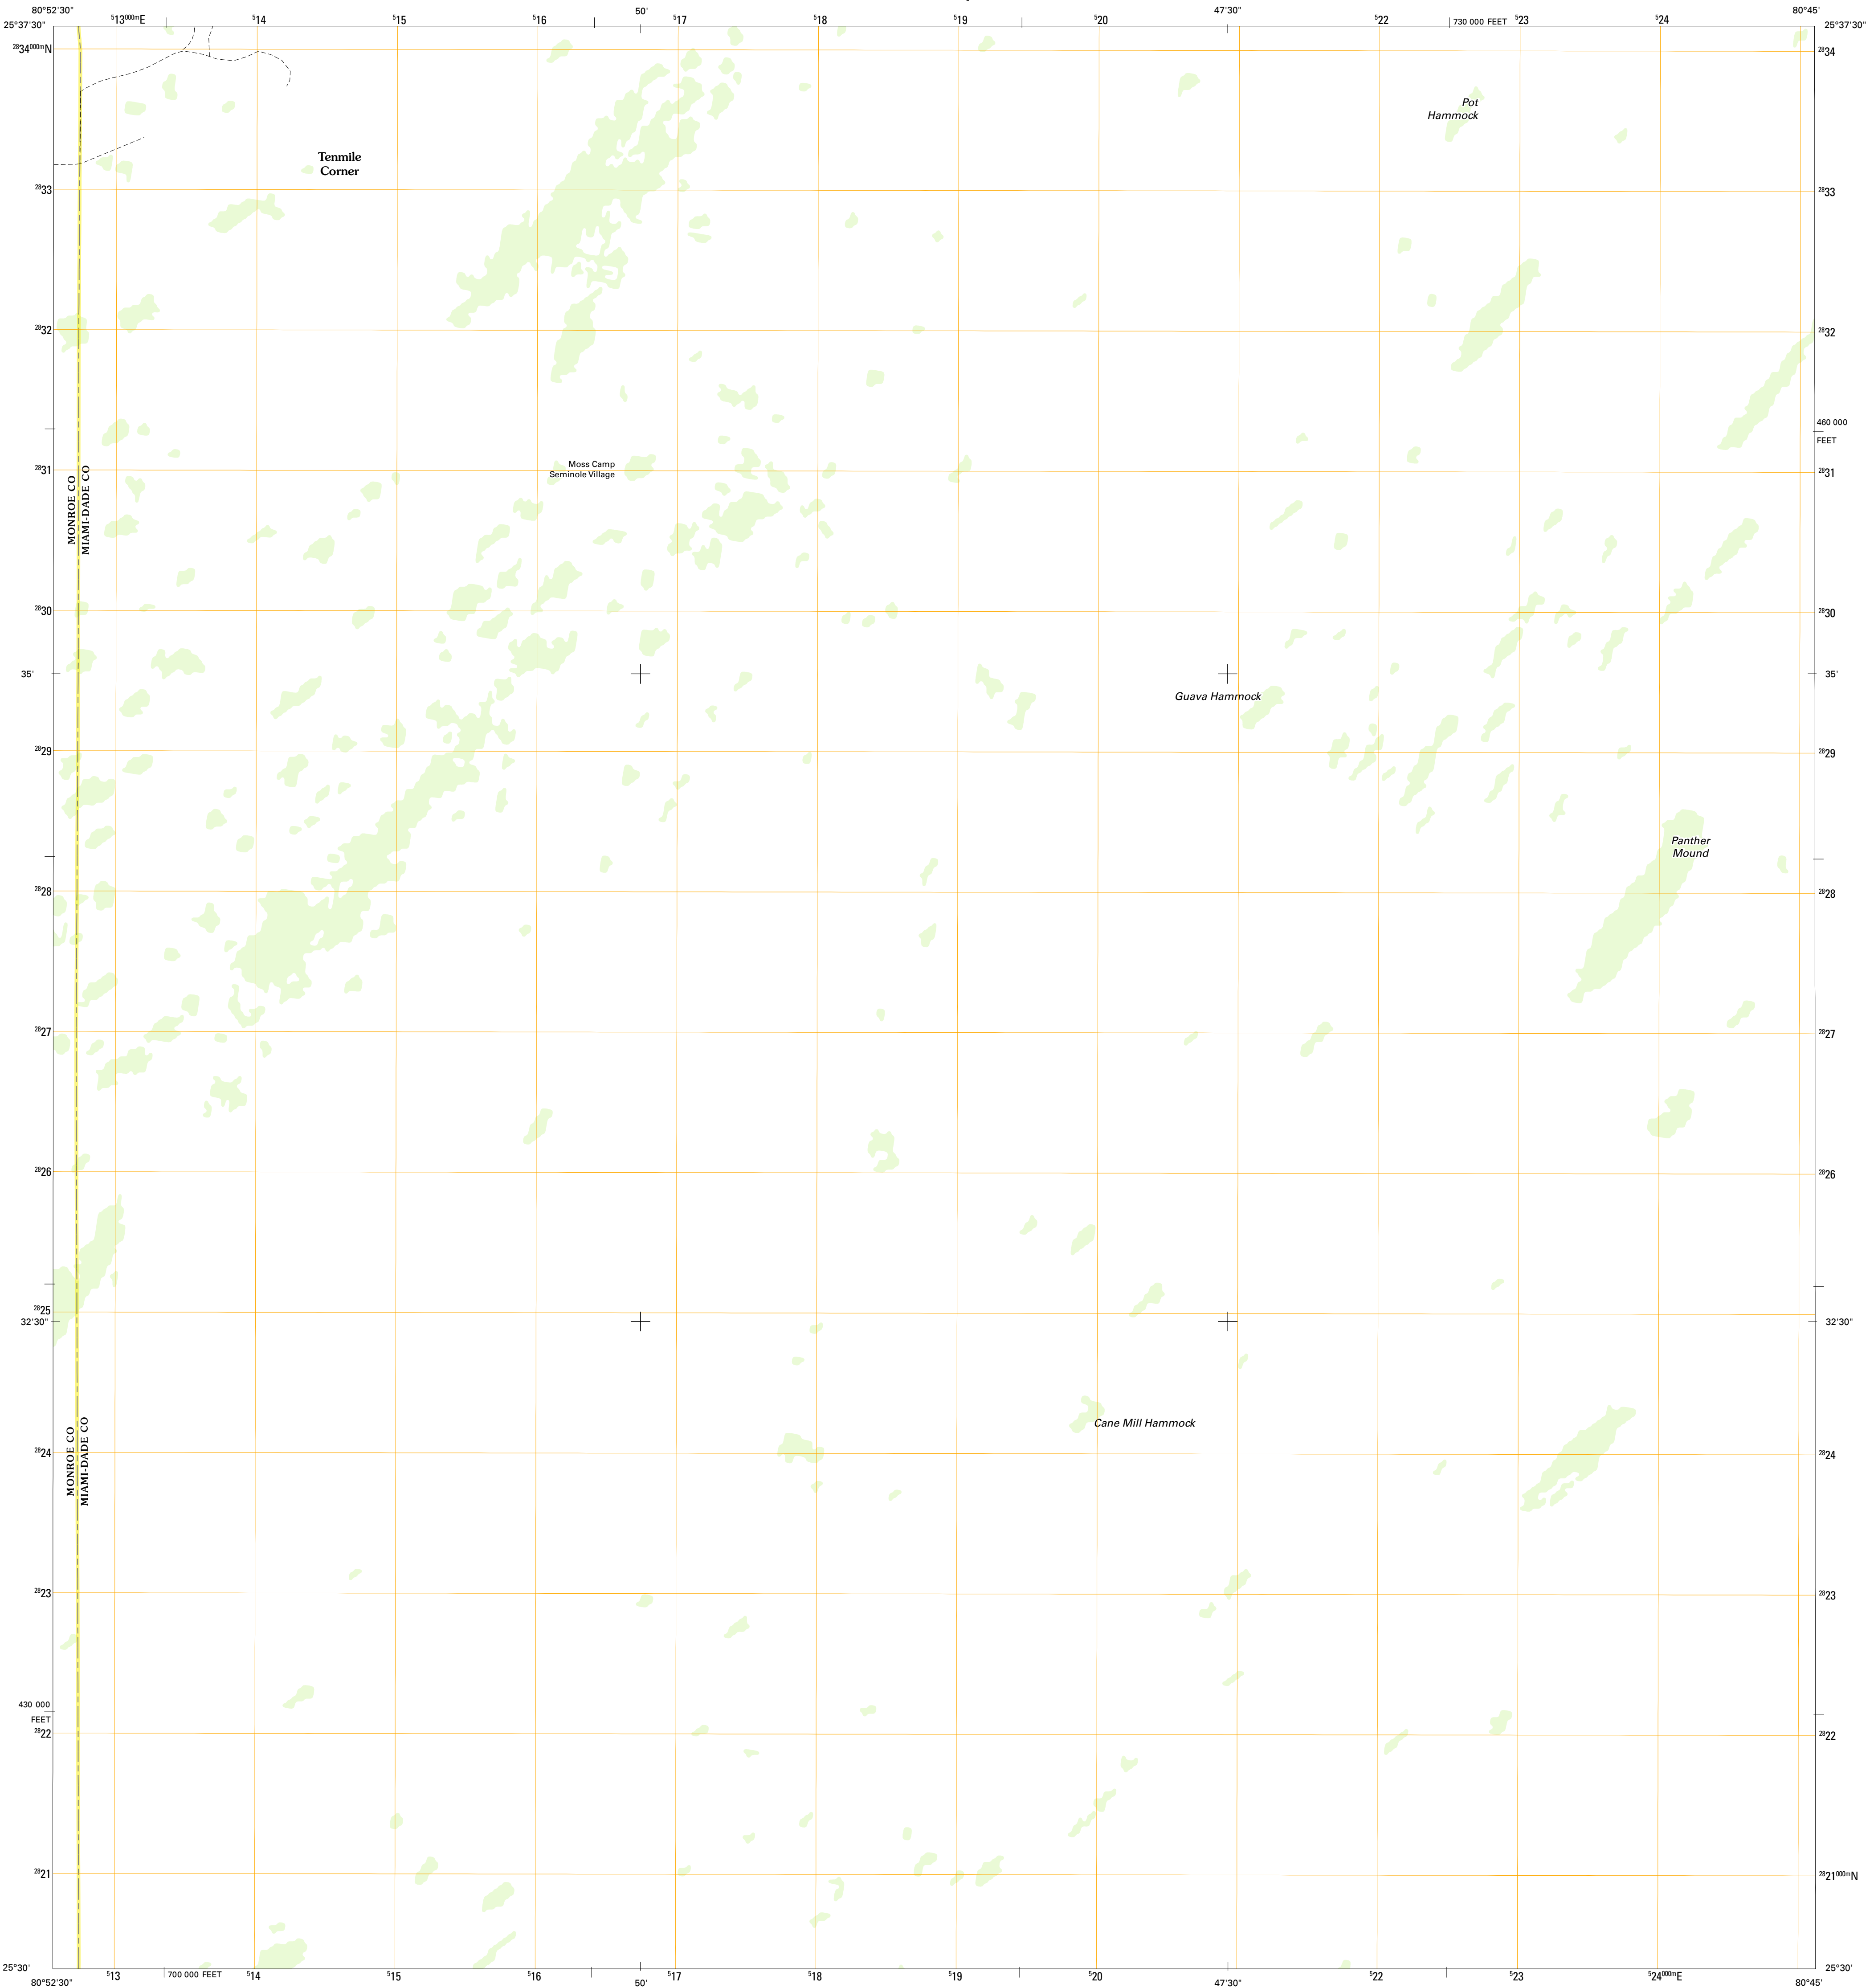 80°52'30"
513000mE
514
515
516
50'
517
518
519
520
47'30"
522
730 000 FEET
523
524
80°45'
25°37'30"
25°37'30"
2834000mN
2834
Pot
Hammock
Tenmile
Corner
2833
2833
2832
2832
460 000
FEET
2831
2831
Moss Camp
Seminole Village
MONROE CO
MIAMI-DADE CO
2830
2830
35'
35'
Guava Hammock
2829
2829
Panther
Mound
2828
2828
2827
2827
2826
2826
2825
32'30"
32'30"
Cane Mill Hammock
MONROE CO
MIAMI-DADE CO
2824
2824
2823
2823
430 000
FEET
2822
2822
2821
2821000mN
25°30'
25°30'
80°52'30"
513
700 000 FEET
514
515
516
50'
517
518
519
520
47'30"
522
523
524000mE
80°45'